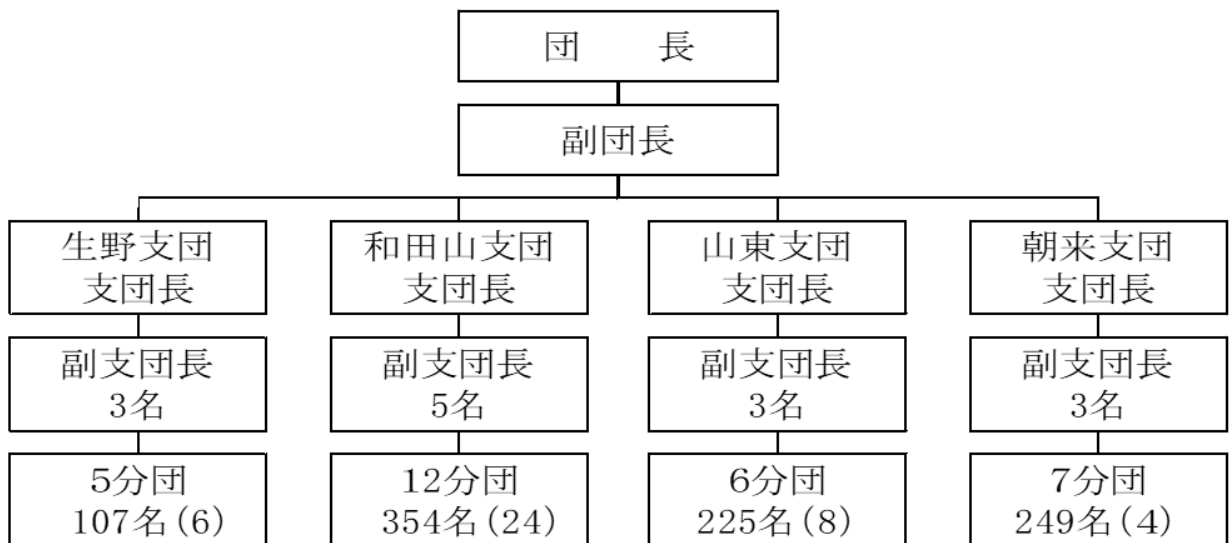 団　　長
副団長
生野支団
支団長
和田山支団
支団長
山東支団
支団長
朝来支団
支団長
副支団長
3名
副支団長
5名
副支団長
3名
副支団長
3名
5分団
107名(6)
12分団
354名(24)
6分団
225名(8)
7分団
249名(4)